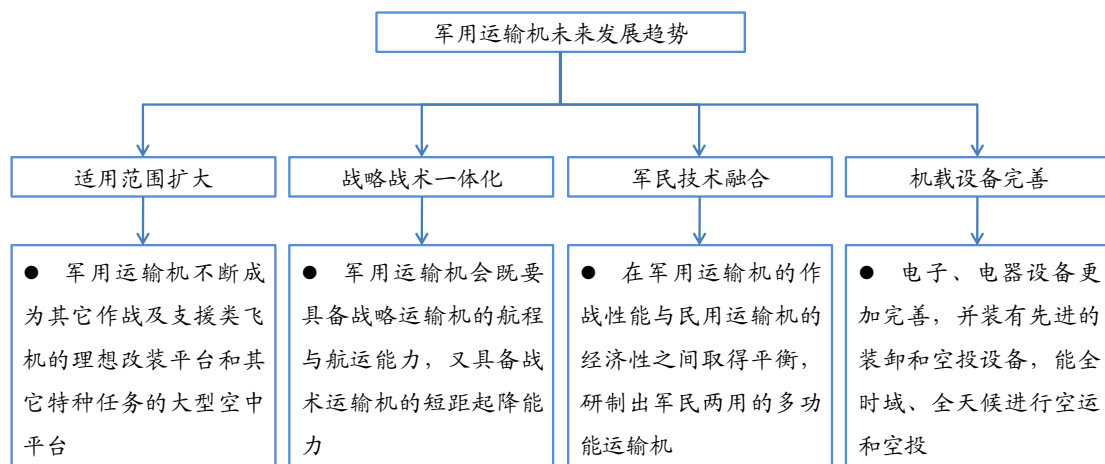 军用运输机未来发展趋势
适用范围扩大
战略战术一体化
军民技术融合
机载设备完善
● 军用运输机不断成
为其它作战及支援类飞
机的理想改装平台和其
它特种任务的大型空中
平台
● 军用运输机会既要
具备战略运输机的航程
与航运能力，又具备战
术运输机的短距起降能
力
● 在军用运输机的作
战性能与民用运输机的
经济性之间取得平衡，
研制出军民两用的多功
能运输机
● 电子、电器设备更
加完善，并装有先进的
装卸和空投设备，能全
时域、全天候进行空运
和空投